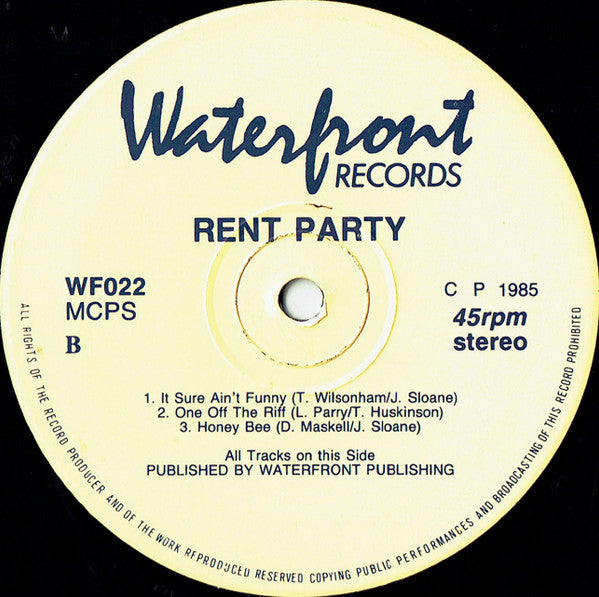 Waterfront
RECORDS
RENT PARTY
WF022
MCPS
B
C P 1985
45rpm
stereo
1. It Sure Ain't Funny (T. Wilsonham/J. Sloane)
2. One Off The Riff (L. Parry/T. Huskinson)
3. Honey Bee (D. Maskell/J. Sloane)
All Tracks on this Side
PUBLISHED BY WATERFRONT PUBLISHING
ALL RIGHTS OF THE RECORD PRODUCER AND OF THE WORK REPRODUCED RESERVED COPYING PUBLIC PERFORMANCES AND BROADCASTING OF THIS RECORD PROHIBITED